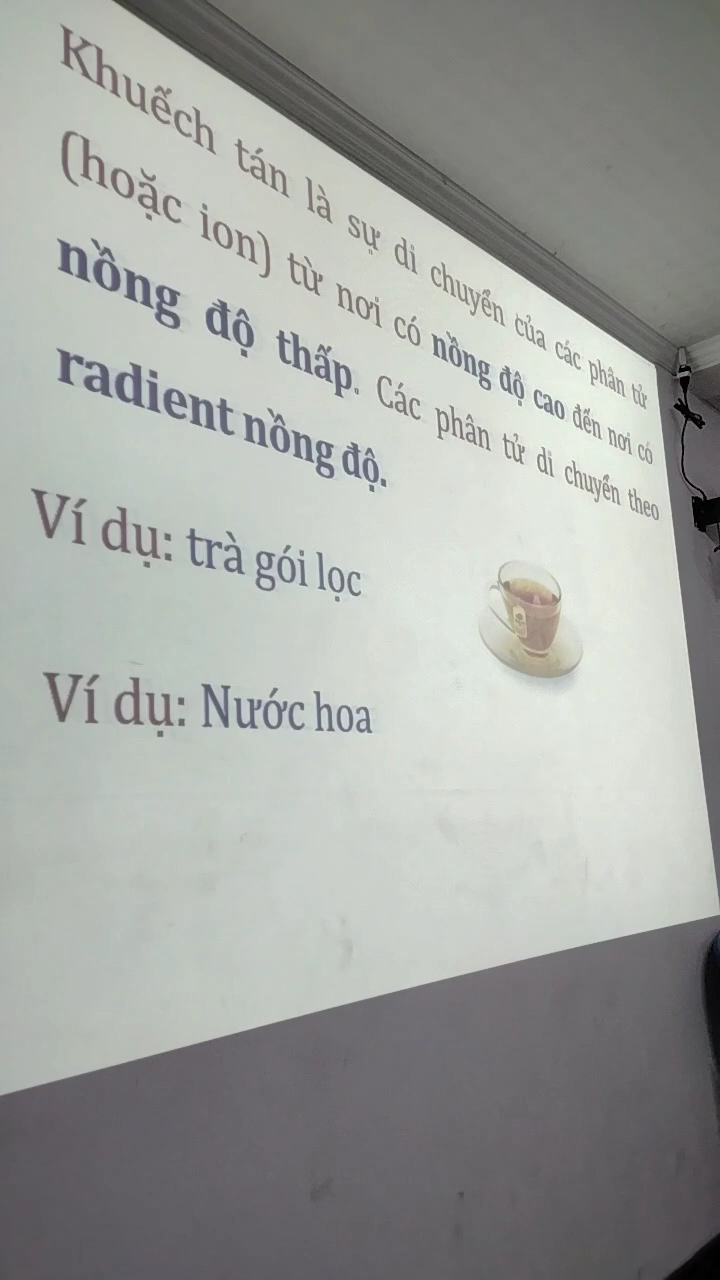 Khuếch tán là sự di chuyển của các phân tử
(hoặc ion) từ nơi có nồng độ cao đến nơi có
nồng độ thấp. Các phân tử di chuyển theo
radient nồng độ.
Ví dụ: trà gói lọc
Ví dụ: Nước hoa